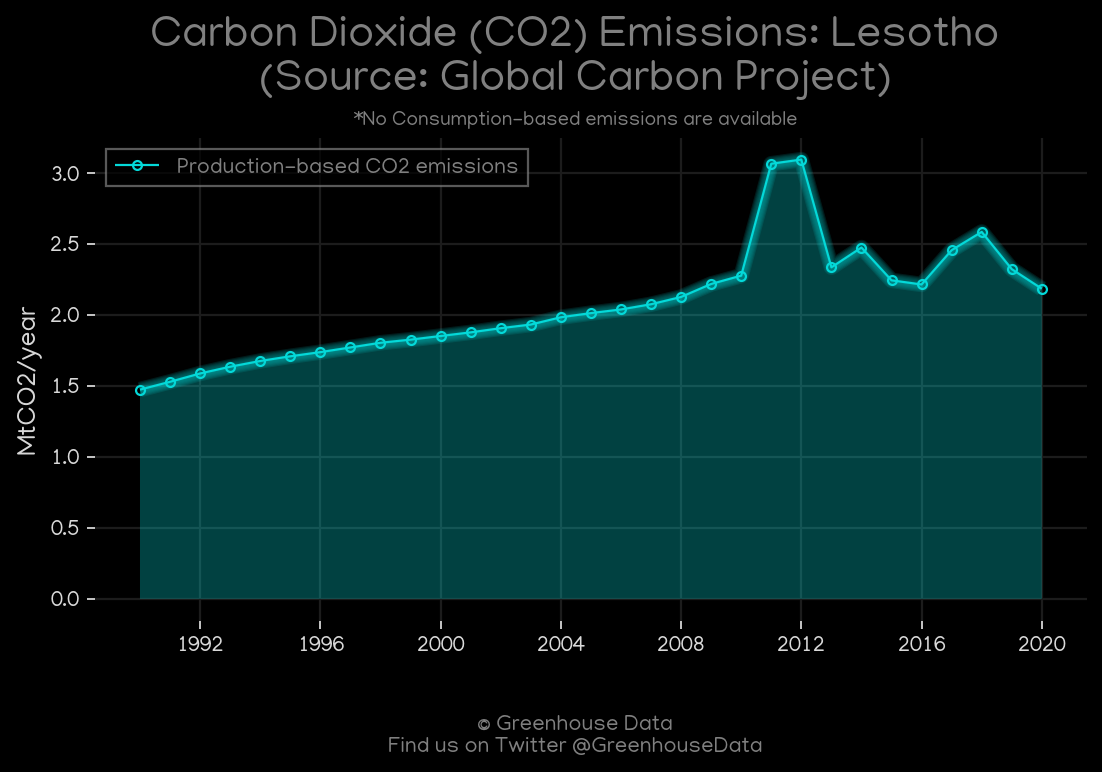 Carbon Dioxide (CO2) Emissions: Lesotho
(Source: Global Carbon Project)
*No Consumption-based emissions are available
Production-based CO2 emissions
MtCO2/year
3.0
2.5
2.0
1.5
1.0
0.5
0.0
1992 1996 2000 2004 2008 2012 2016 2020
© Greenhouse Data
Find us on Twitter @GreenhouseData